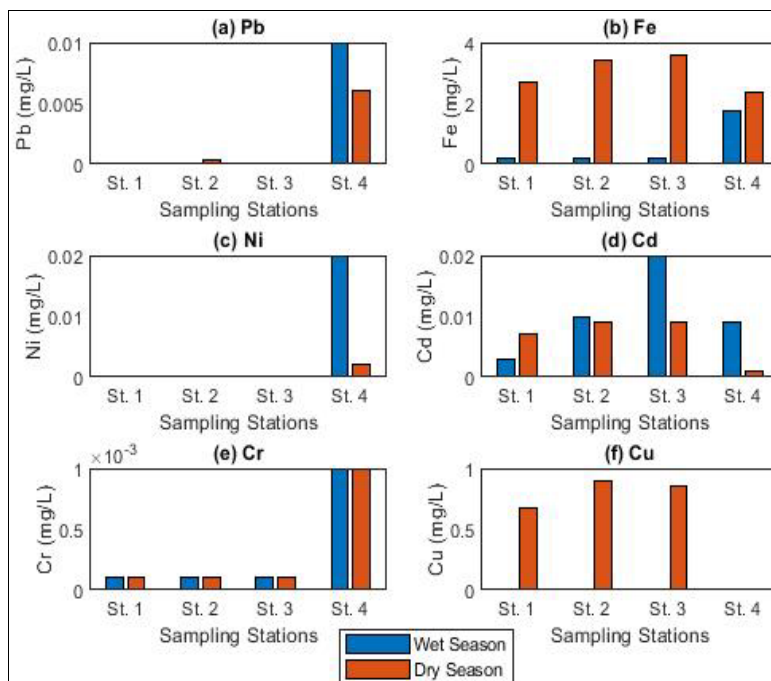 (a) Pb
0.01
0.005
0
Pb (mg/L)
St. 1 St. 2 St. 3 St. 4
Sampling Stations
(b) Fe
4
2
0
Fe (mg/L)
St. 1 St. 2 St. 3 St. 4
Sampling Stations
(c) Ni
0.02
0.01
0
Ni (mg/L)
St. 1 St. 2 St. 3 St. 4
Sampling Stations
(d) Cd
0.02
0.01
0
Cd (mg/L)
St. 1 St. 2 St. 3 St. 4
Sampling Stations
(e) Cr
×10⁻³
1
0.5
0
Cr (mg/L)
St. 1 St. 2 St. 3 St. 4
Sampling Stations
(f) Cu
1
0.5
0
Cu (mg/L)
St. 1 St. 2 St. 3 St. 4
Sampling Stations
Wet Season
Dry Season